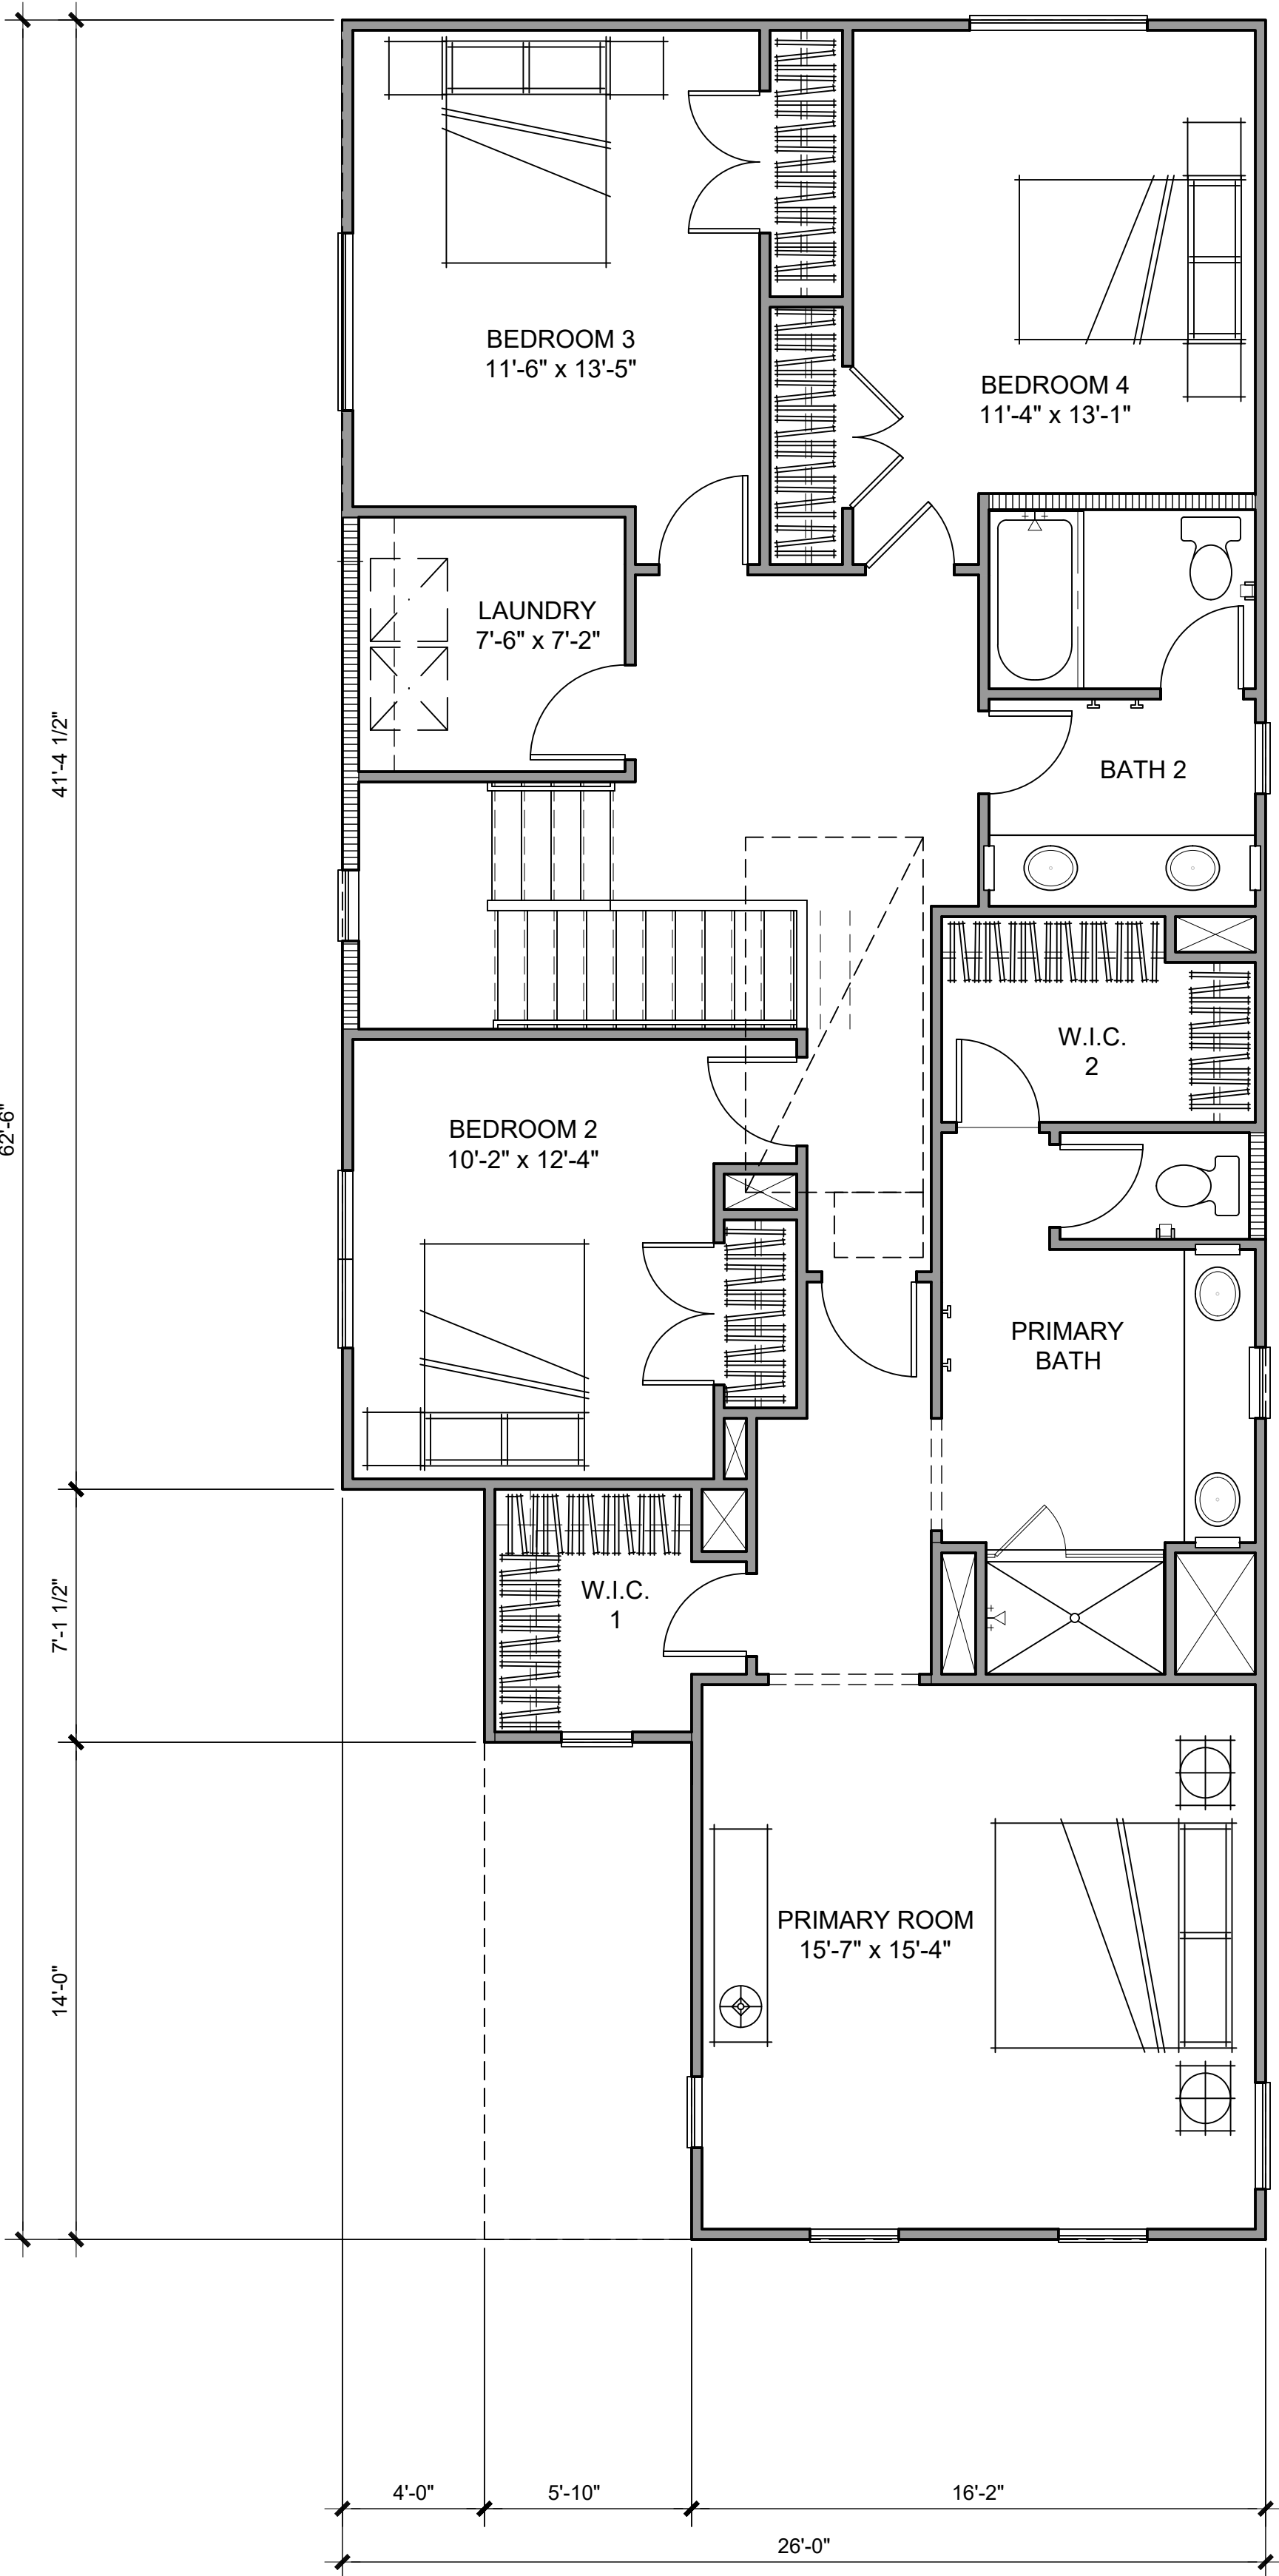 BEDROOM 3
11'-6" x 13'-5"
BEDROOM 4
11'-4" x 13'-1"
LAUNDRY
7'-6" x 7'-2"
41'-4 1/2"
BATH 2
W.I.C.
2
62'-6"
BEDROOM 2
10'-2" x 12'-4"
PRIMARY
BATH
W.I.C.
1
7'-1 1/2"
PRIMARY ROOM
15'-7" x 15'-4"
14'-0"
4'-0"
5'-10"
16'-2"
26'-0"